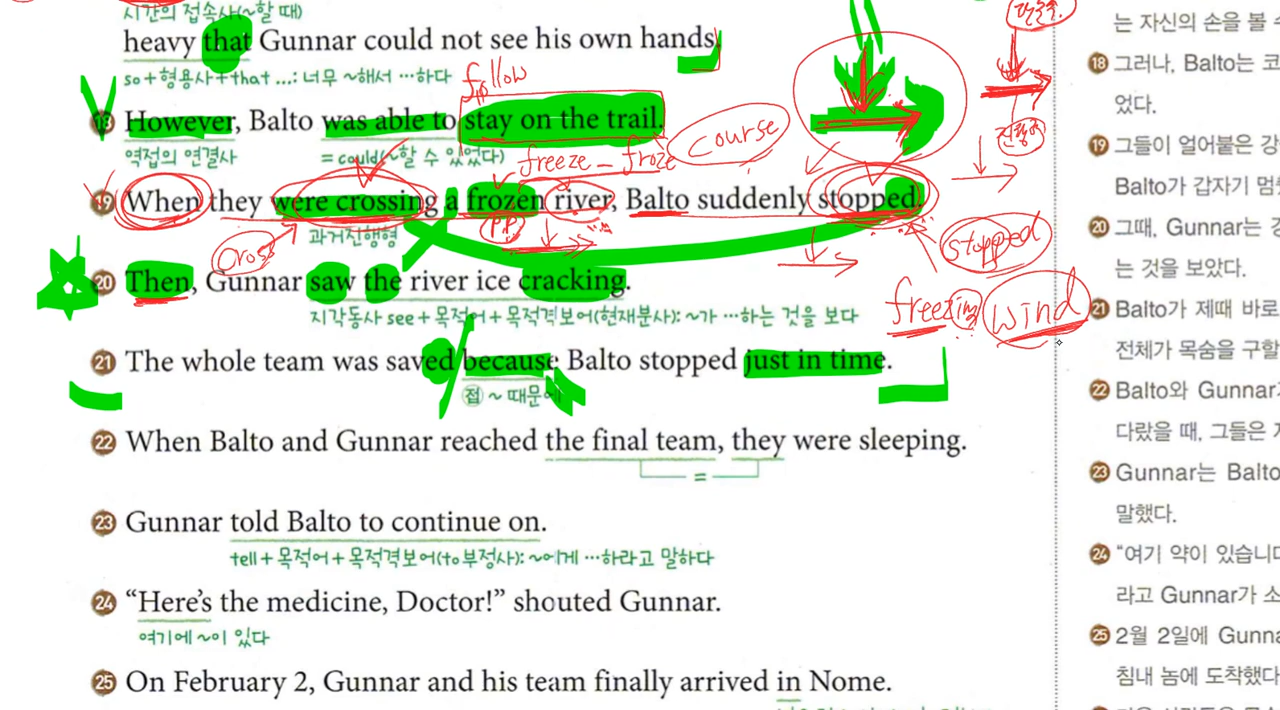 시간의 접속사(~할 때)
단순
heavy that Gunnar could not see his own hands.
so+형용사+that …: 너무 ~해서 …하다
follow
However, Balto was able to stay on the trail.
역접의 연결사
= could(~할 수 있었다)
course
진행
freeze - froze
19 When they were crossing a frozen river, Balto suddenly stopped.
cross
과거진행형
PP
stopped
20 Then, Gunnar saw the river ice cracking.
지각동사 see+목적어+목적격보어(현재분사): ~가 …하는 것을 보다
freezing wind
21 The whole team was saved because Balto stopped just in time.
접 ~ 때문에
22 When Balto and Gunnar reached the final team, they were sleeping.
=
23 Gunnar told Balto to continue on.
tell+목적어+목적격보어(to부정사): ~에게 …하라고 말하다
24 “Here’s the medicine, Doctor!” shouted Gunnar.
여기에 ~이 있다
25 On February 2, Gunnar and his team finally arrived in Nome.
는 자신의 손을 볼
18 그러나, Balto는 코
었다.
19 그들이 얼어붙은 강
Balto가 갑자기 멈
20 그때, Gunnar는 강
는 것을 보았다.
21 Balto가 제때 바로
전체가 목숨을 구할
22 Balto와 Gunnar가
다랐을 때, 그들은
23 Gunnar는 Balto
말했다.
24 “여기 약이 있습니다
라고 Gunnar가 소
25 2월 2일에 Gunna
침내 놈에 도착했다